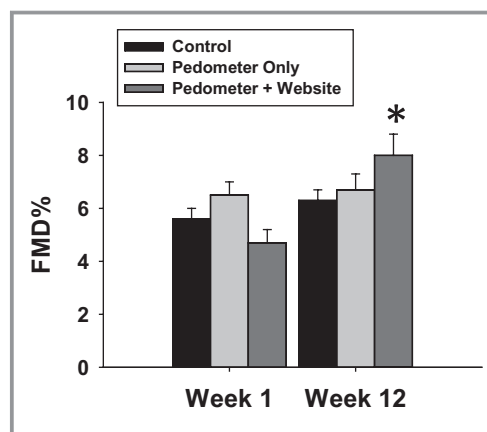 Control
Pedometer Only
Pedometer + Website
10
8
6
4
2
0
FMD%
*
Week 1
Week 12